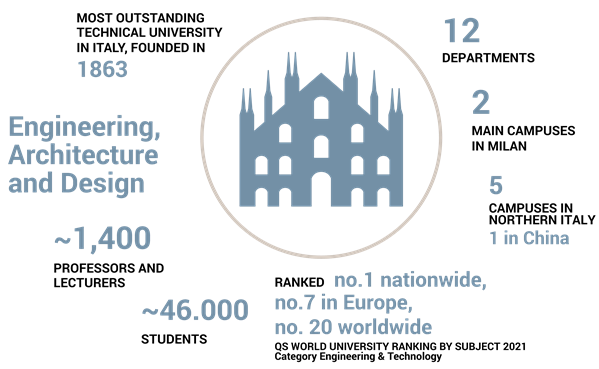 MOST OUTSTANDING
TECHNICAL UNIVERSITY
IN ITALY, FOUNDED IN
1863
Engineering,
Architecture
and Design
~1,400
PROFESSORS AND
LECTURERS
~46.000
STUDENTS
12
DEPARTMENTS
2
MAIN CAMPUSES
IN MILAN
5
CAMPUSES IN
NORTHERN ITALY
1 in China
RANKED no.1 nationwide,
no.7 in Europe,
no. 20 worldwide
QS WORLD UNIVERSITY RANKING BY SUBJECT 2021
Category Engineering & Technology